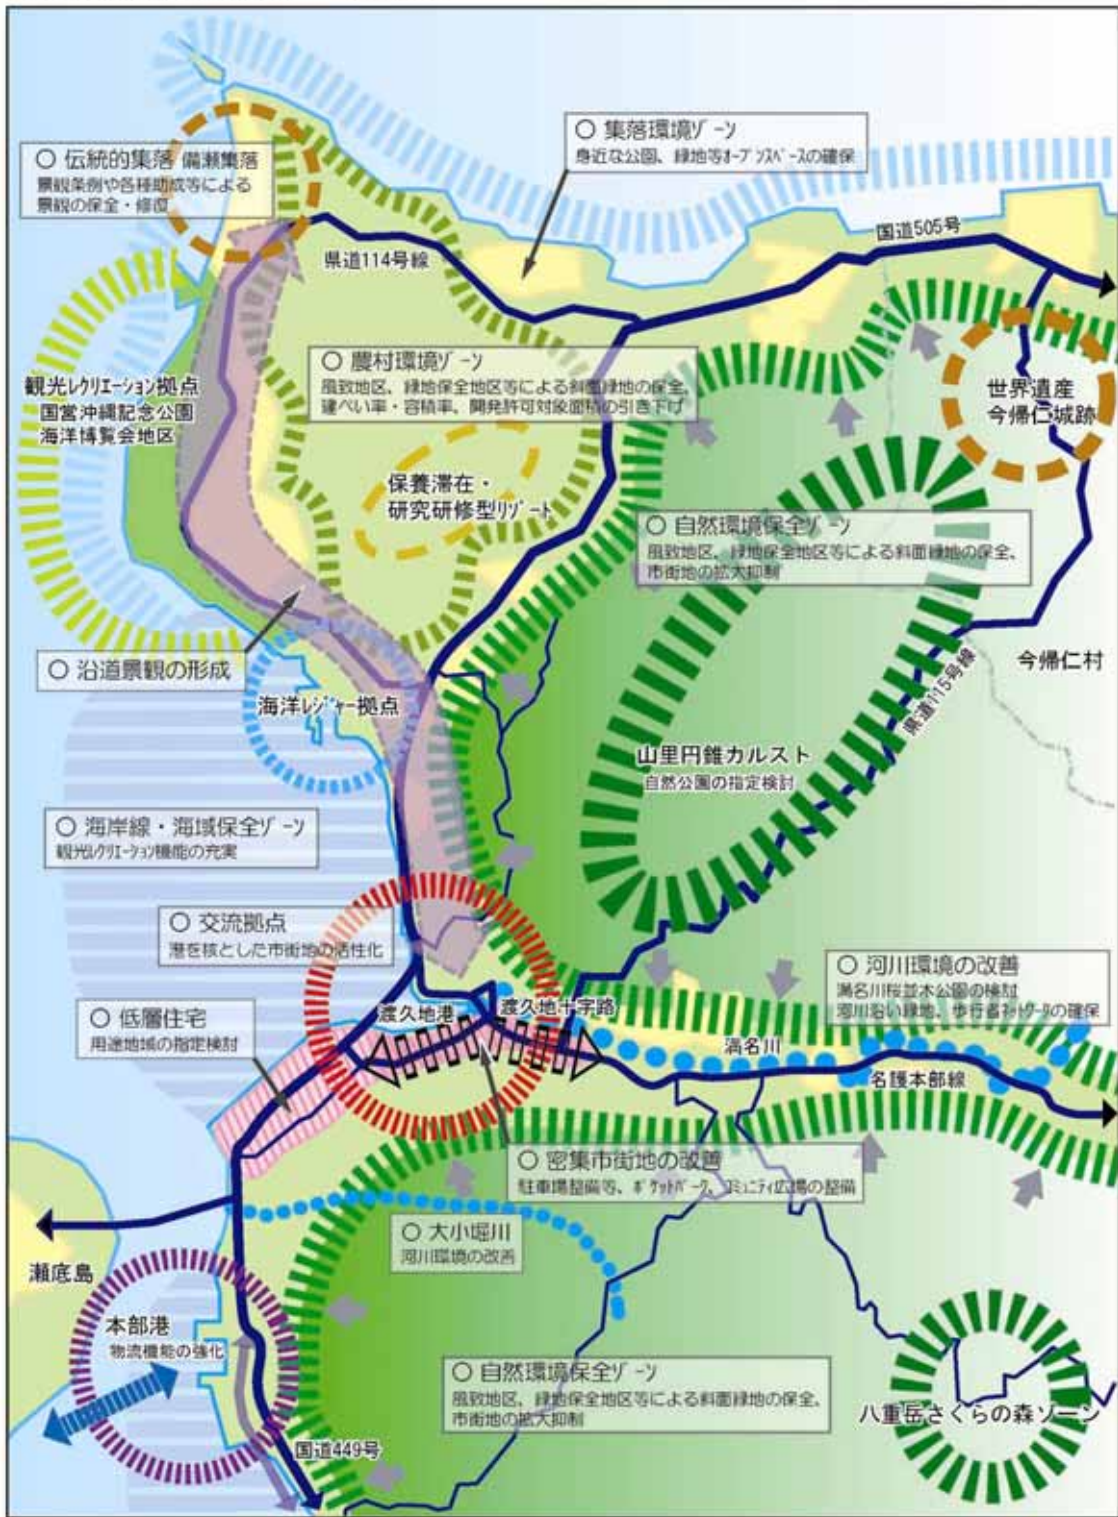 ○ 集落環境ゾーン
身近な公園、緑地等オープンスペースの確保
○ 伝統的集落 備瀬集落
景観条例や各種助成等による
景観の保全・修復
国道505号
県道114号線
○ 農村環境ゾーン
風致地区、緑地保全地区等による斜面緑地の保全、
建ぺい率・容積率、開発許可対象面積の引き下げ
観光レクリエーション拠点
国営沖縄記念公園
海洋博覧会地区
世界遺産
今帰仁城跡
保養滞在・
研究研修型リゾート
○ 自然環境保全ゾーン
風致地区、緑地保全地区等による斜面緑地の保全、
市街地の拡大抑制
○ 沿道景観の形成
今帰仁村
県道115号線
海洋レジャー拠点
山里円錐カルスト
自然公園の指定検討
○ 海岸線・海域保全ゾーン
観光レクリエーション機能の充実
○ 交流拠点
港を核とした市街地の活性化
○ 河川環境の改善
満名川桜並木公園の検討
河川沿い緑地、歩行者ネットワークの確保
渡久地港
渡久地十字路
○ 低層住宅
用途地域の指定検討
満名川
名護本部線
○ 密集市街地の改善
駐車場整備等、ポケットパーク、コミュニティ広場の整備
○ 大小堀川
河川環境の改善
瀬底島
本部港
物流機能の強化
○ 自然環境保全ゾーン
風致地区、緑地保全地区等による斜面緑地の保全、
市街地の拡大抑制
八重岳さくらの森ゾーン
国道449号